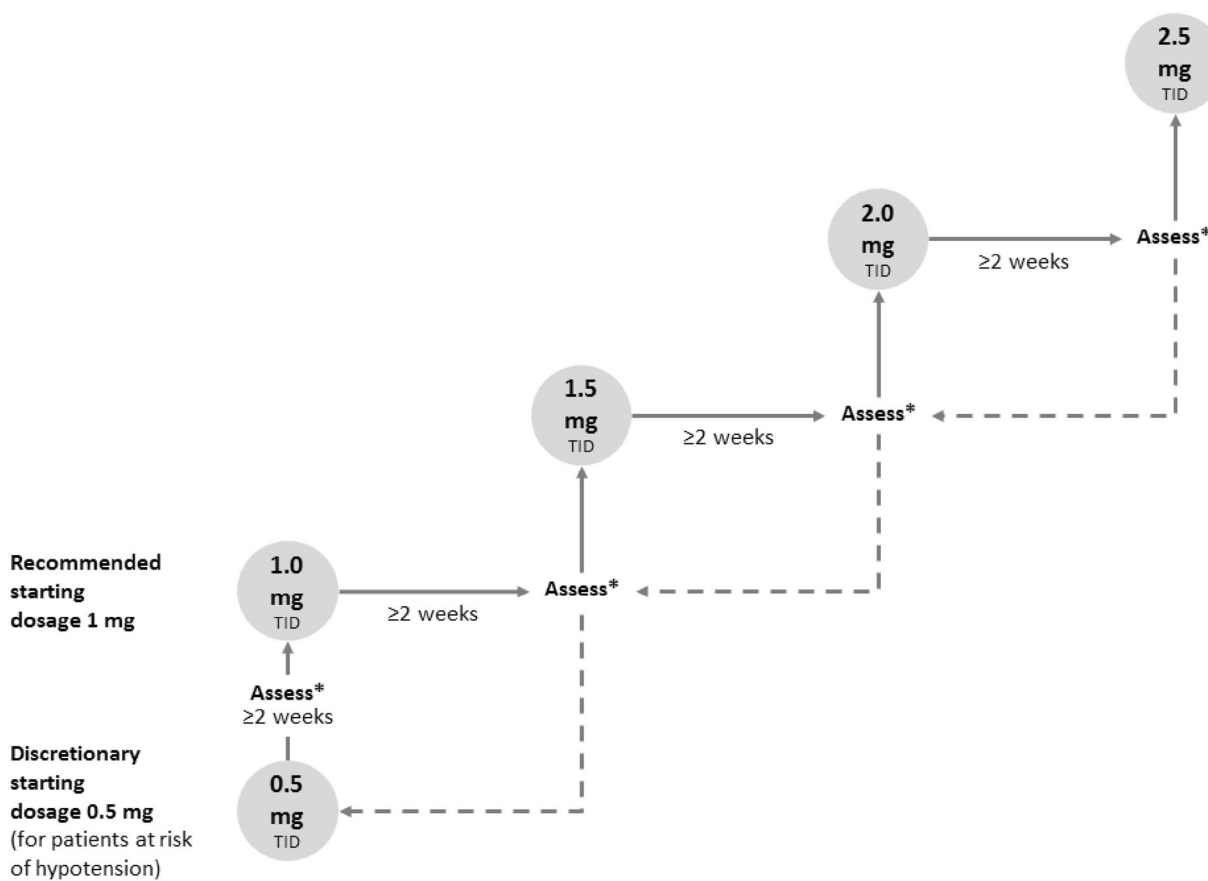 2.5
mg
TID
2.0
mg
TID
Assess*
≥2 weeks
1.5
mg
TID
Assess*
≥2 weeks
Recommended
starting
dosage 1 mg
1.0
mg
TID
Assess*
≥2 weeks
Assess*
≥2 weeks
Discretionary
starting
dosage 0.5 mg
(for patients at risk
of hypotension)
0.5
mg
TID